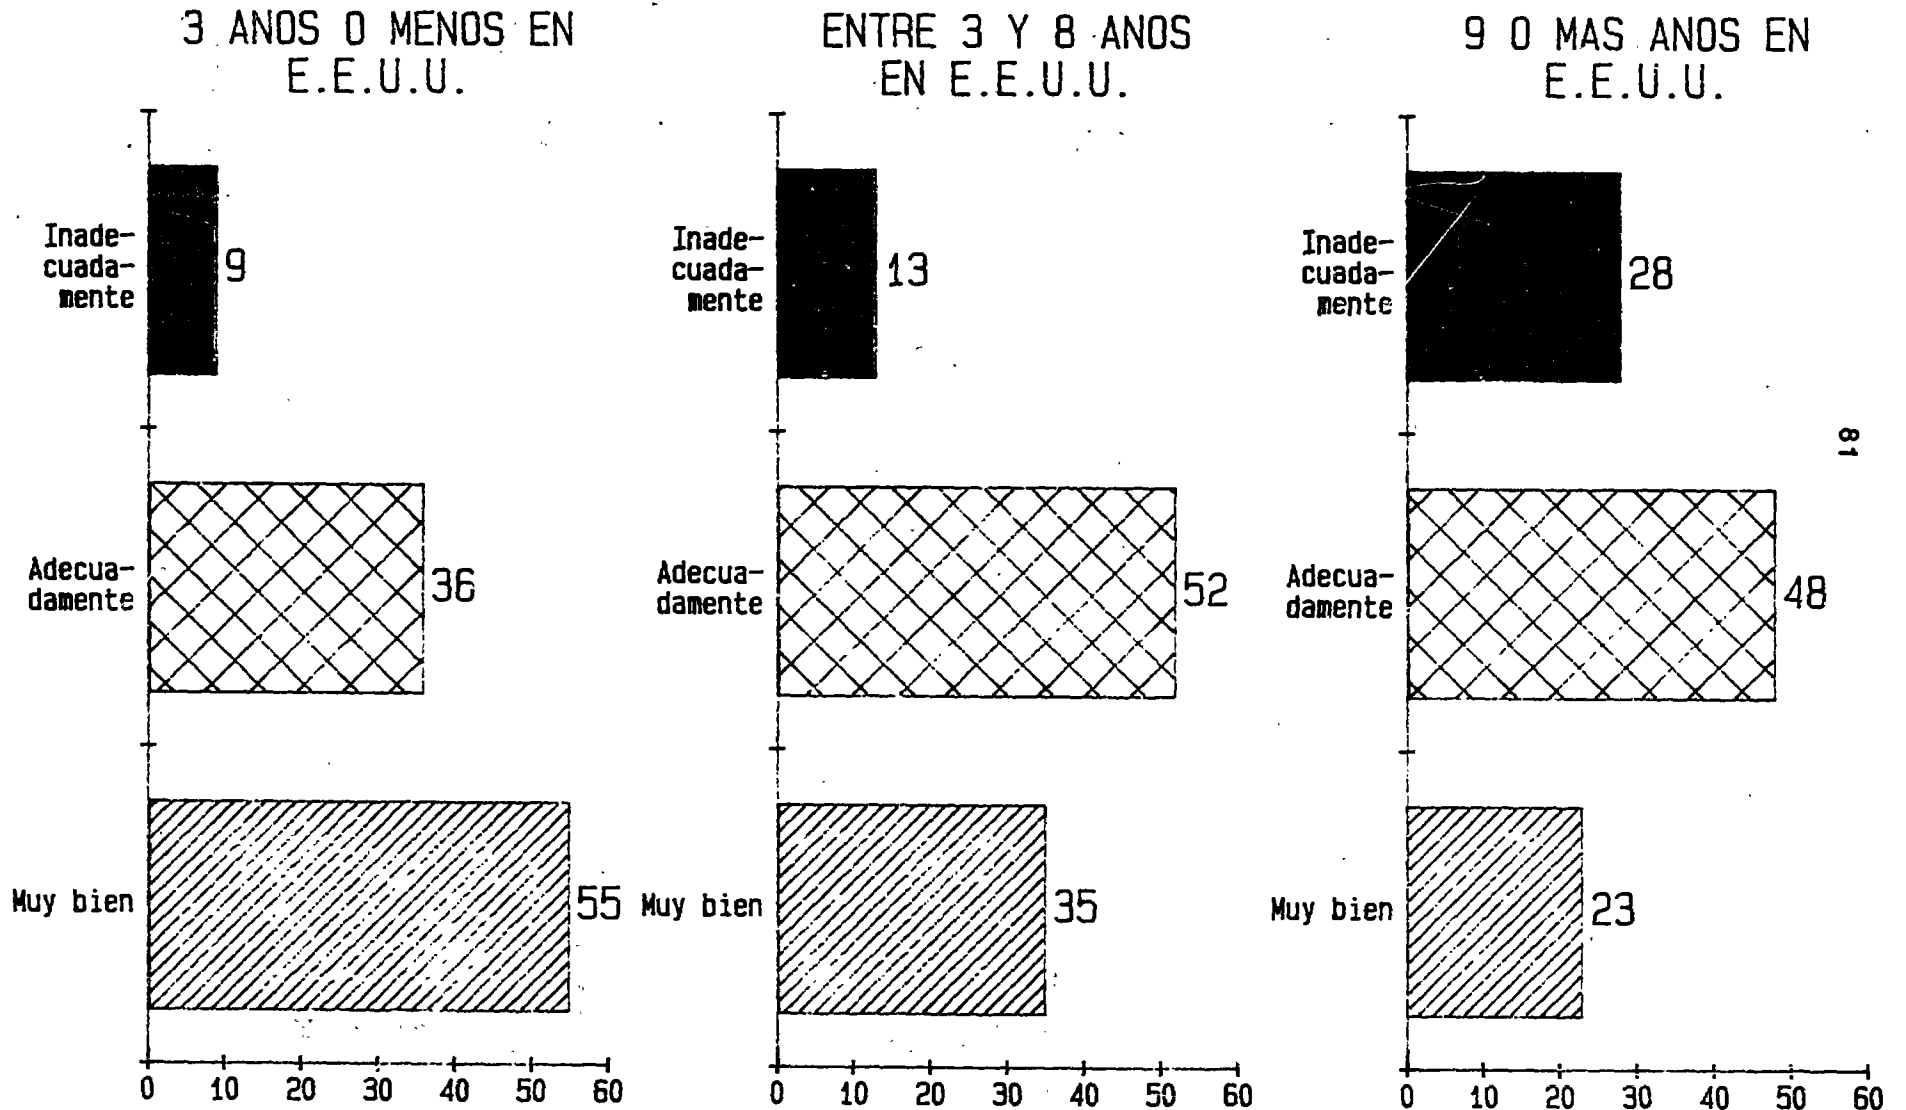 3 ANOS O MENOS EN
E.E.U.U.
Inade-
cuada-
mente
9
Adecua-
damente
36
Muy bien
55
0 10 20 30 40 50 60
ENTRE 3 Y 8 ANOS
EN E.E.U.U.
Inade-
cuada-
mente
13
Adecua-
damente
52
Muy bien
35
0 10 20 30 40 50 60
9 O MAS ANOS EN
E.E.U.U.
Inade-
cuada-
mente
28
Adecua-
damente
48
Muy bien
23
0 10 20 30 40 50 60
81